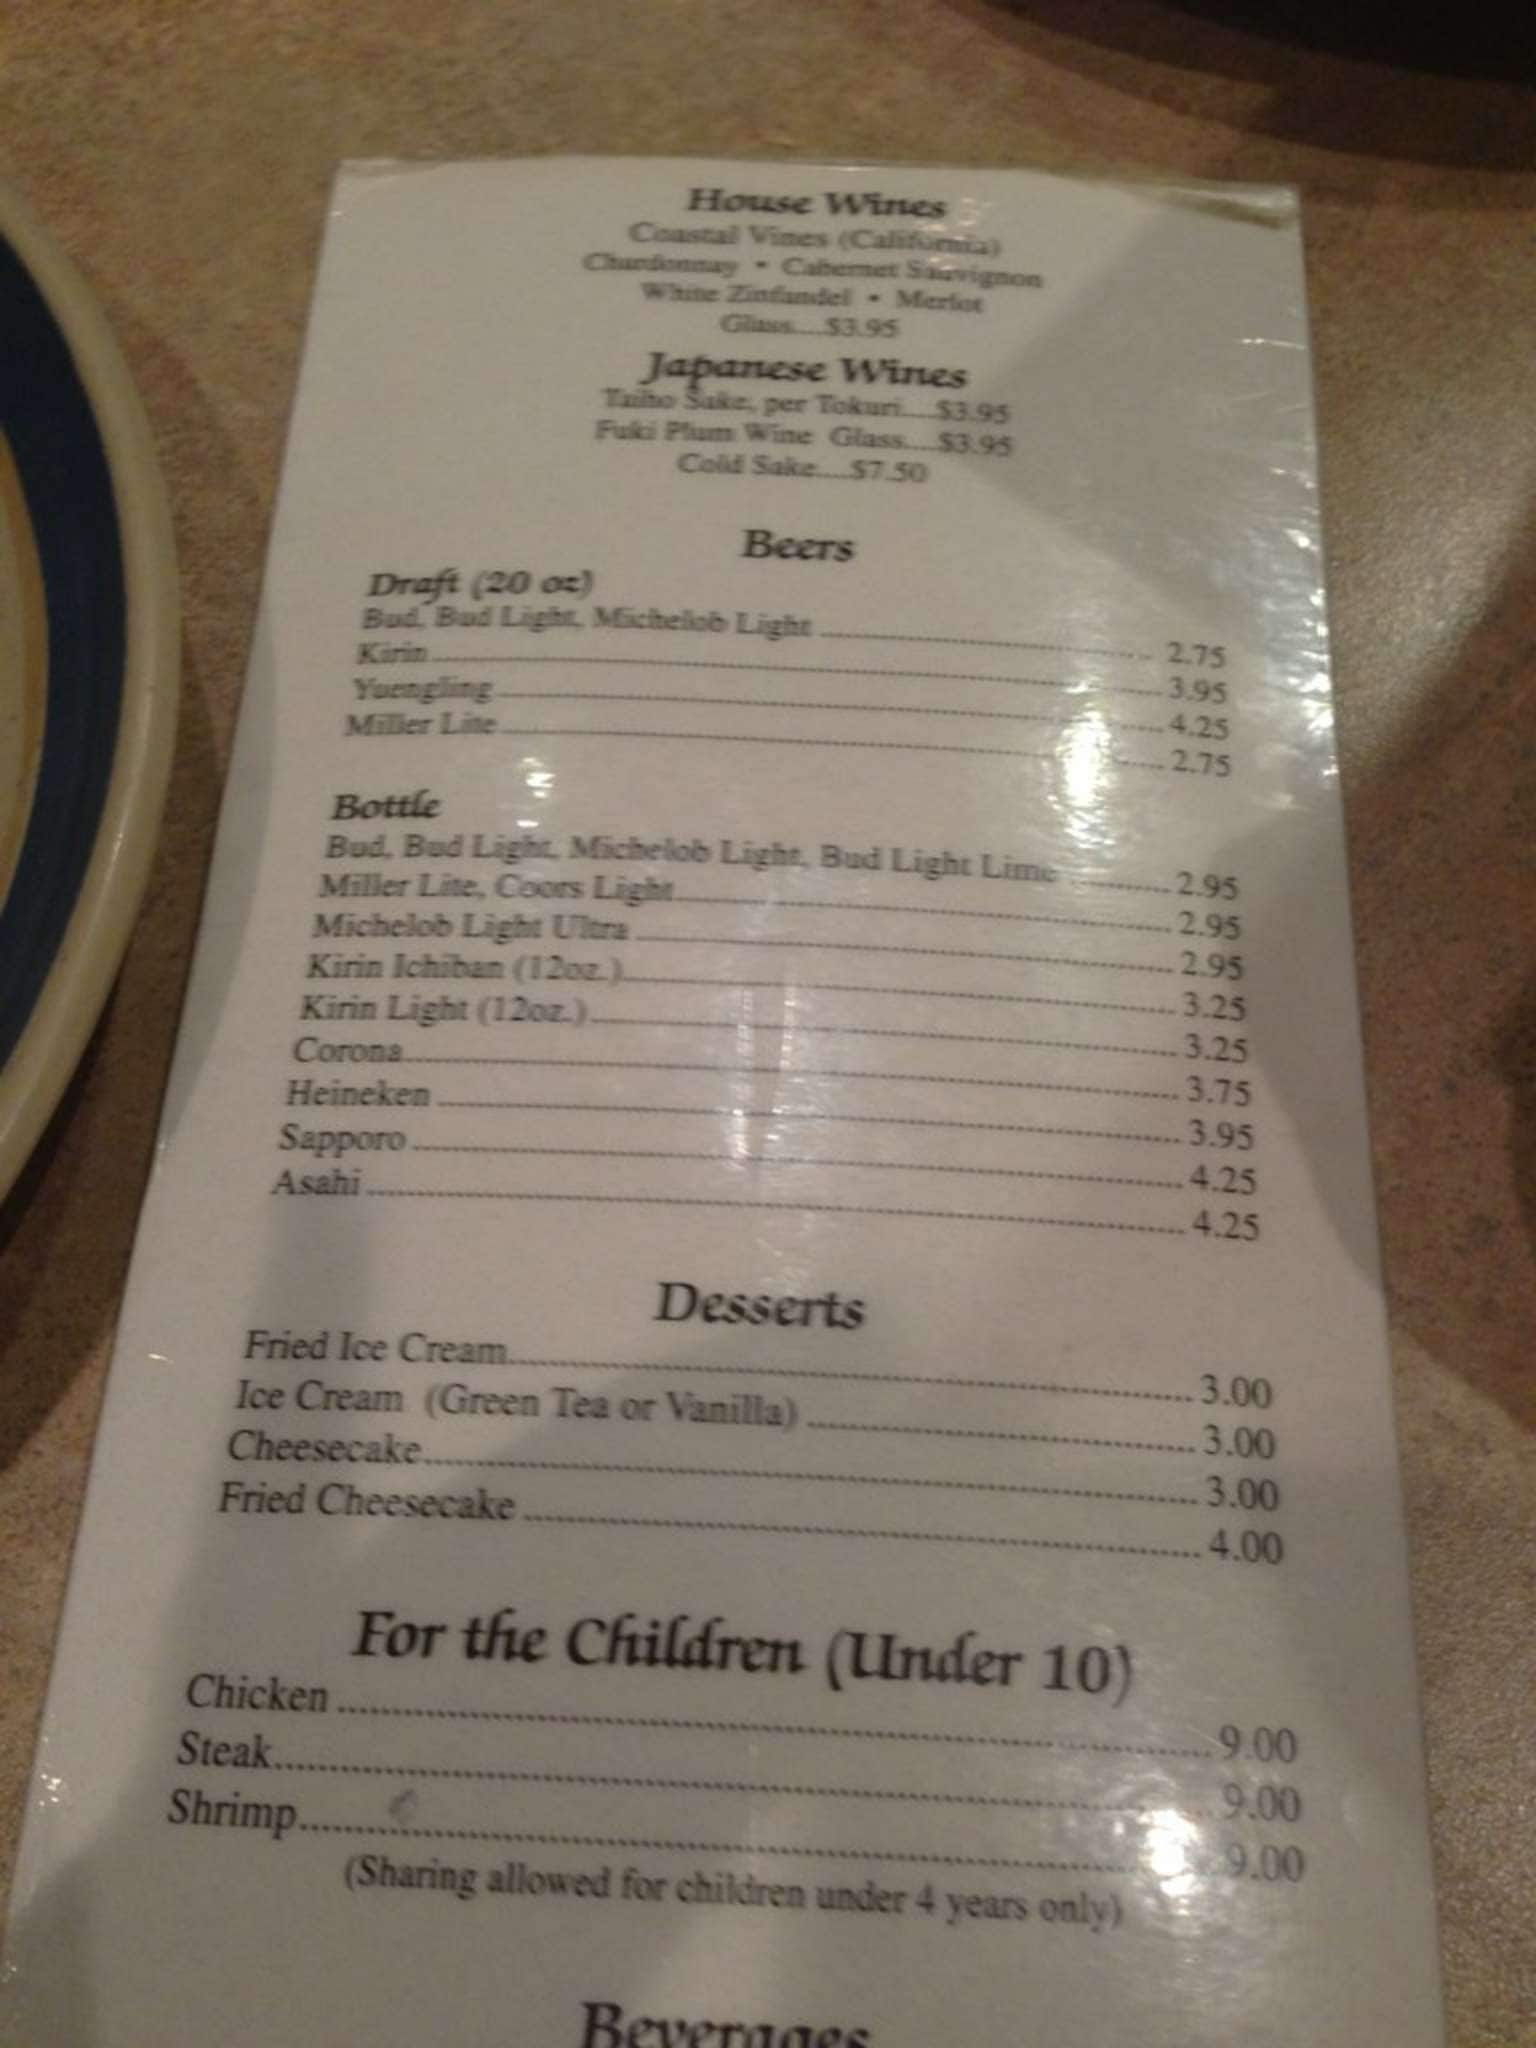 House Wines
Coastal Vines (California)
Chardonnay • Cabernet Sauvignon
White Zinfandel • Merlot
Glass....$3.95
Japanese Wines
Taiho Sake, per Tokuri....$3.95
Fuki Plum Wine Glass....$3.95
Cold Sake....$7.50
Beers
Draft (20 oz)
Bud, Bud Light, Michelob Light 2.75
Kirin 3.95
Yuengling 4.25
Miller Lite 2.75
Bottle
Bud, Bud Light, Michelob Light, Bud Light Lime 2.95
Miller Lite, Coors Light 2.95
Michelob Light Ultra 2.95
Kirin Ichiban (12oz.) 3.25
Kirin Light (12oz.) 3.25
Corona 3.75
Heineken 3.95
Sapporo 4.25
Asahi 4.25
Desserts
Fried Ice Cream 3.00
Ice Cream (Green Tea or Vanilla) 3.00
Cheesecake 3.00
Fried Cheesecake 4.00
For the Children (Under 10)
Chicken 9.00
Steak 9.00
Shrimp 9.00
(Sharing allowed for children under 4 years only)
Beverages